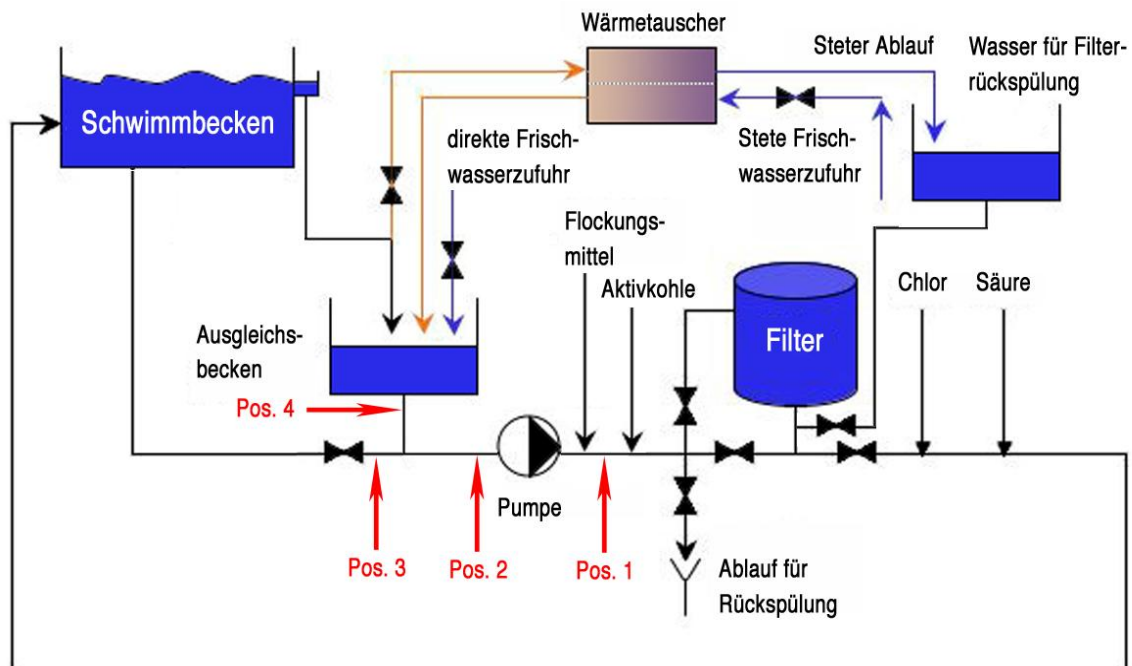 Wärmetauscher
Steter Ablauf
Wasser für Filter-
rückspülung
Schwimmbecken
direkte Frisch-
wasserzufuhr
Stete Frisch-
wasserzufuhr
Flockungs-
mittel
Aktivkohle
Filter
Chlor
Säure
Ausgleichs-
becken
Pos. 4
Pumpe
Pos. 3
Pos. 2
Pos. 1
Ablauf für
Rückspülung